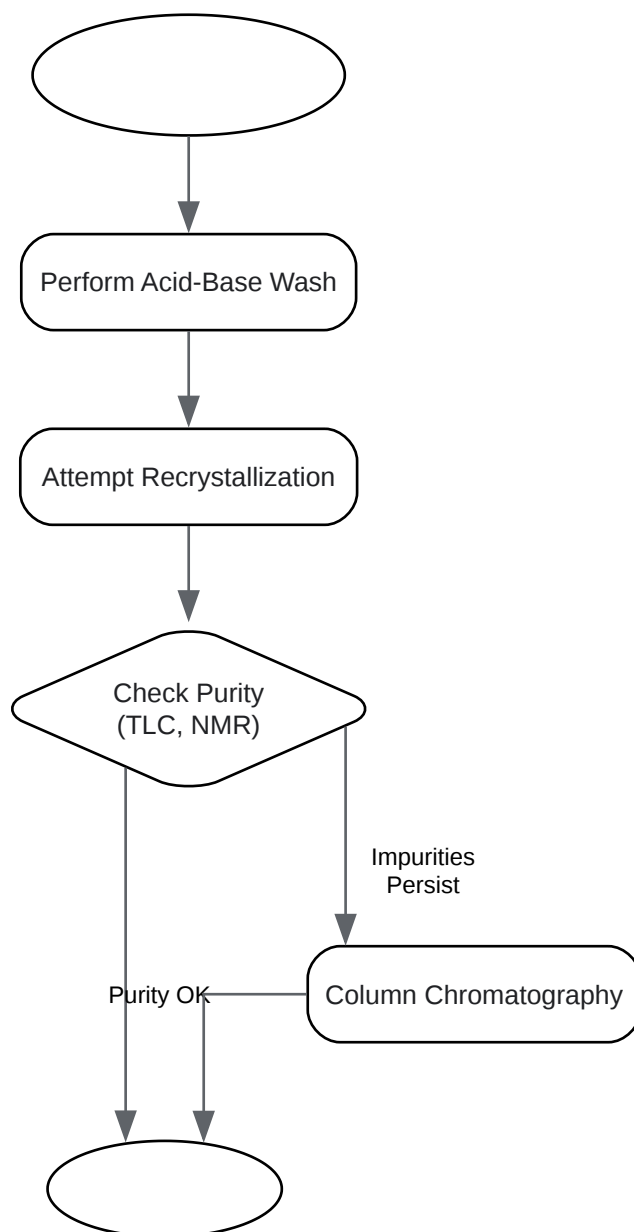 Perform Acid-Base Wash
Attempt Recrystallization
Check Purity
(TLC, NMR)
Impurities
Persist
Purity OK
Column Chromatography